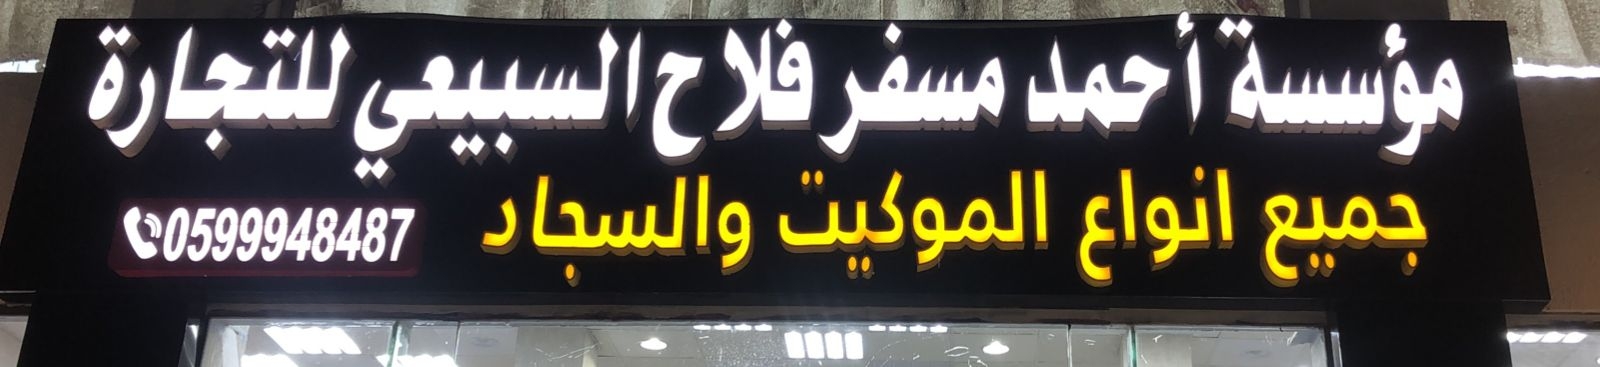 مؤسسة أحمد مسفر فلاح السبيعي للتجارة
جميع انواع الموكيت والسجاد
0599948487